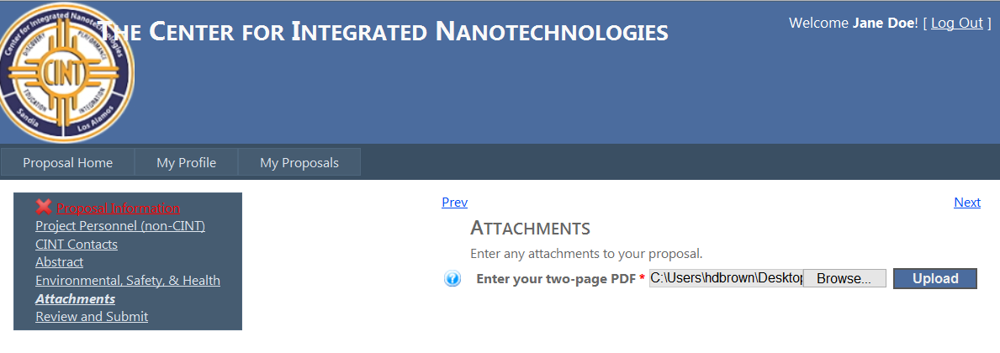 Center for Integrated Nanotechnologies
DISCOVERY
PERFORMANCE
CINT
EDUCATION
INTEGRATION
Sandia
Los Alamos
THE CENTER FOR INTEGRATED NANOTECHNOLOGIES
Welcome Jane Doe! [ Log Out ]
Proposal Home My Profile My Proposals
Proposal Information
Project Personnel (non-CINT)
CINT Contacts
Abstract
Environmental, Safety, & Health
Attachments
Review and Submit
Prev Next
ATTACHMENTS
Enter any attachments to your proposal.
? Enter your two-page PDF * C:\Users\hdbrown\Desktop Browse... Upload